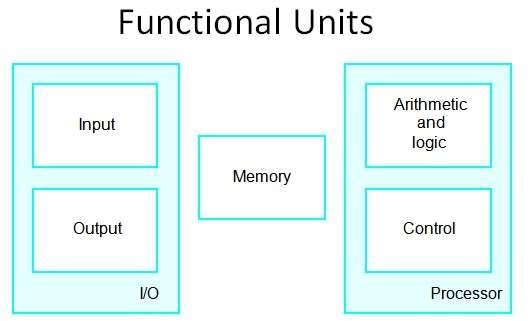 Functional Units
Input
Output
I/O
Memory
Arithmetic
and
logic
Control
Processor